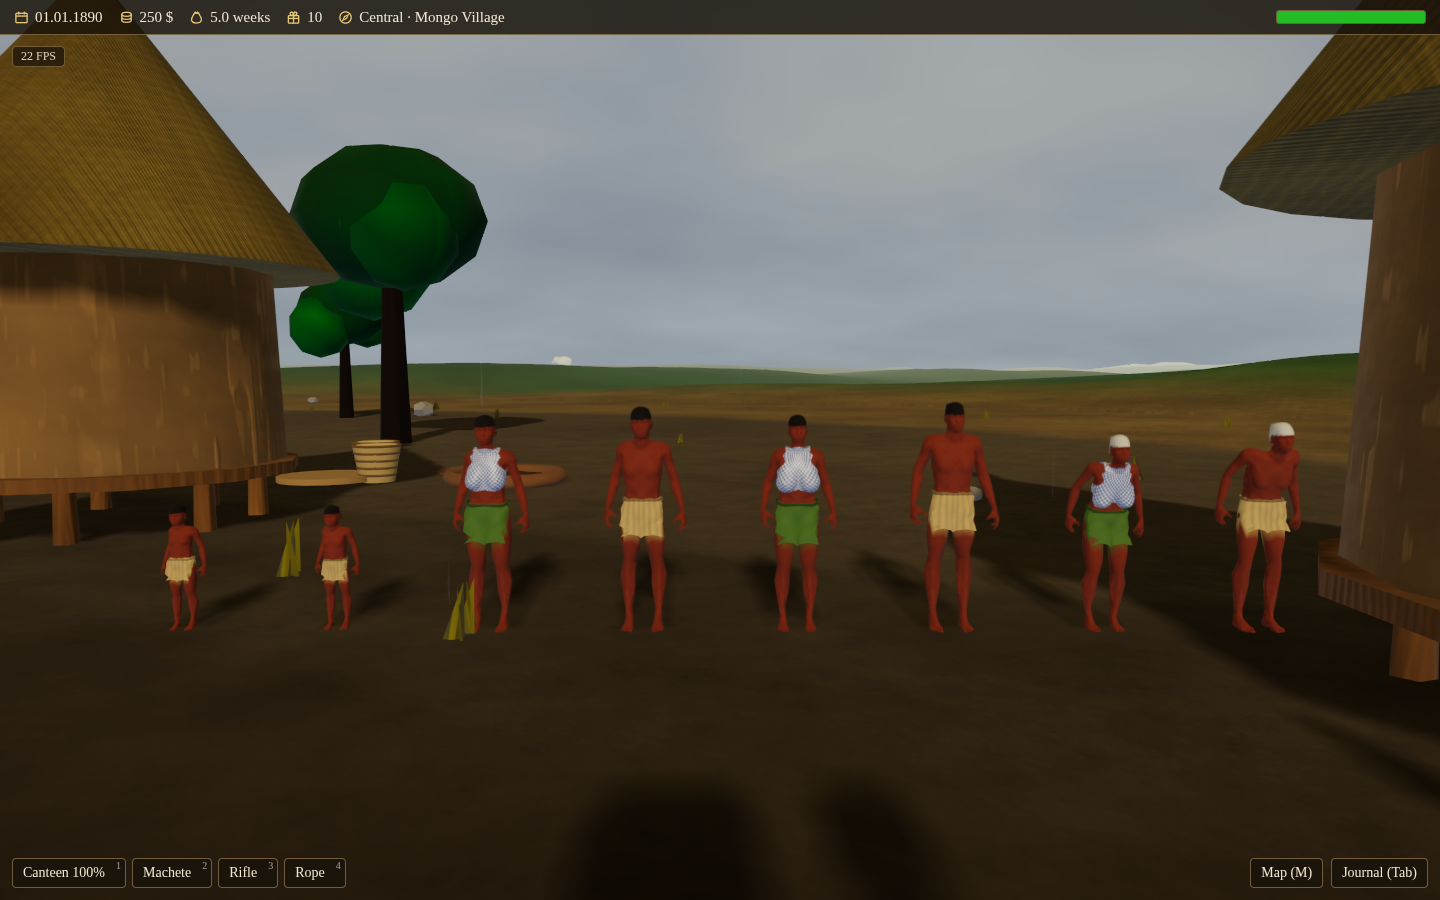 01.01.1890 250 $ 5.0 weeks 10 Central · Mongo Village
22 FPS
Canteen 100% 1 Machete 2 Rifle 3 Rope 4 Map (M) Journal (Tab)